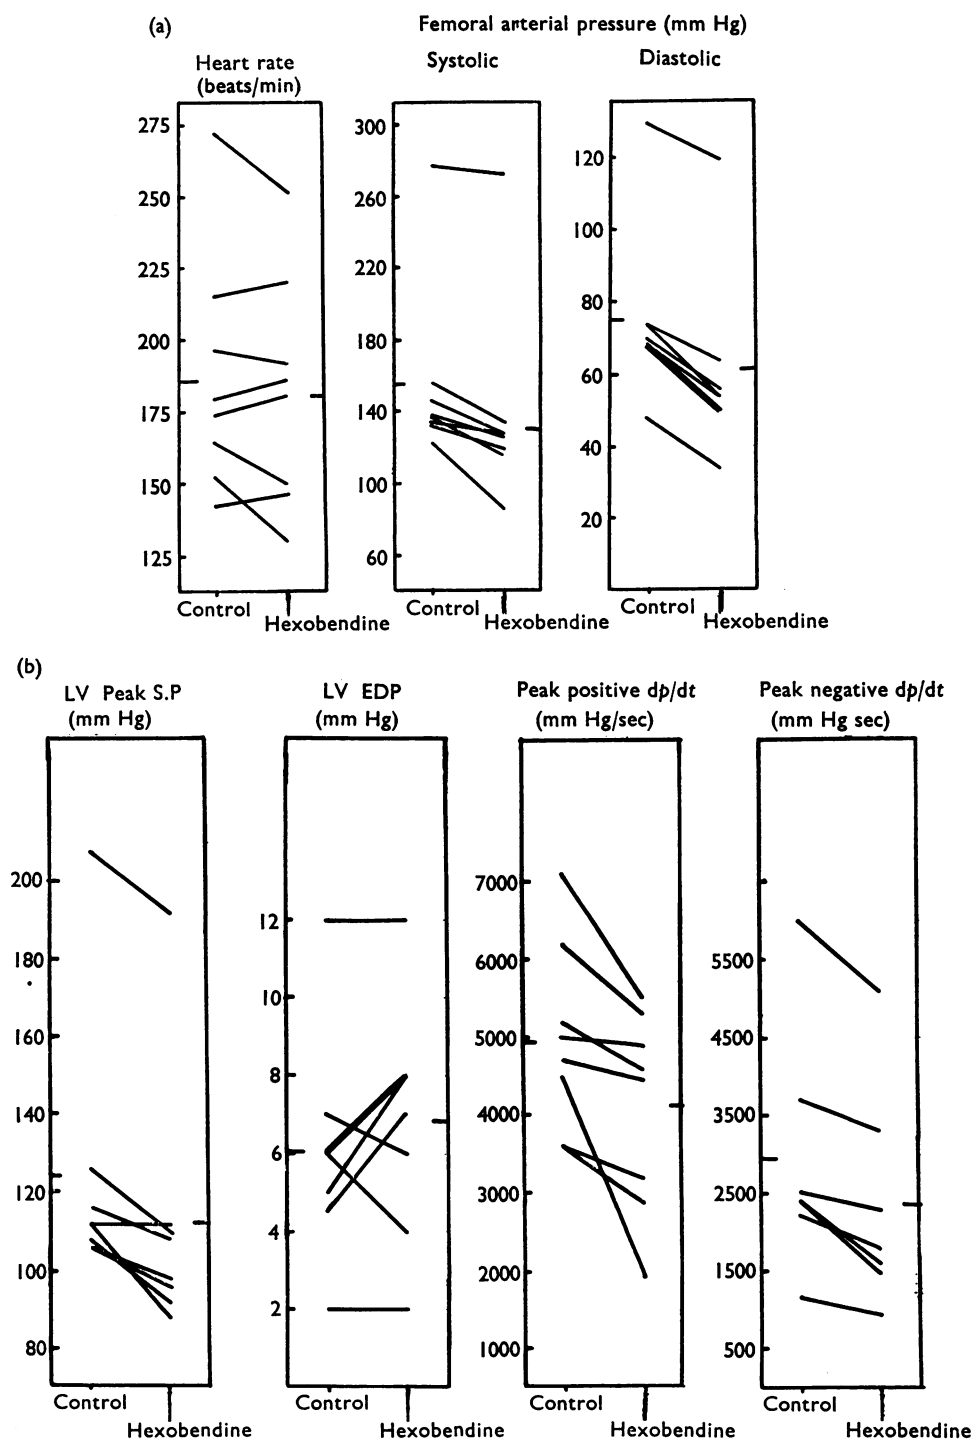 (a)
Femoral arterial pressure (mm Hg)
Heart rate
(beats/min)
Systolic
Diastolic
275
250
225
200
175
150
125
300
260
220
180
140
100
60
120
100
80
60
40
20
Control
Hexobendine
Control
Hexobendine
Control
Hexobendine
(b)
LV Peak S.P
(mm Hg)
LV EDP
(mm Hg)
Peak positive dp/dt
(mm Hg/sec)
Peak negative dp/dt
(mm Hg sec)
200
180
160
140
120
100
80
12
10
8
6
4
2
7000
6000
5000
4000
3000
2000
1000
5500
4500
3500
2500
1500
500
Control
Hexobendine
Control
Hexobendine
Control
Hexobendine
Control
Hexobendine